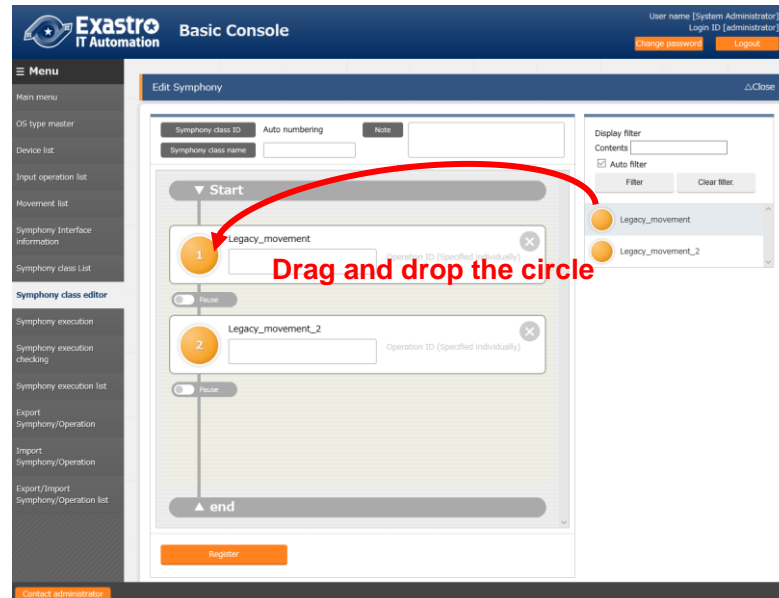 Exastro
IT Automation
Basic Console
User name [System Administrator]
Login ID [administrator]
Change password
Logout
≡ Menu
Main menu
OS type master
Device list
Input operation list
Movement list
Symphony Interface
information
Symphony class List
Symphony class editor
Symphony execution
Symphony execution
checking
Symphony execution list
Export
Symphony/Operation
Import
Symphony/Operation
Export/Import
Symphony/Operation list
Contact administrator
Edit Symphony
△Close
Symphony class ID
Auto numbering
Note
Symphony class name
▼ Start
1
Legacy_movement
Operation ID (Specified individually)
Pause
2
Legacy_movement_2
Operation ID (Specified individually)
Pause
▲ end
Register
Display filter
Contents
Auto filter
Filter
Clear filter.
Legacy_movement
Legacy_movement_2
Drag and drop the circle